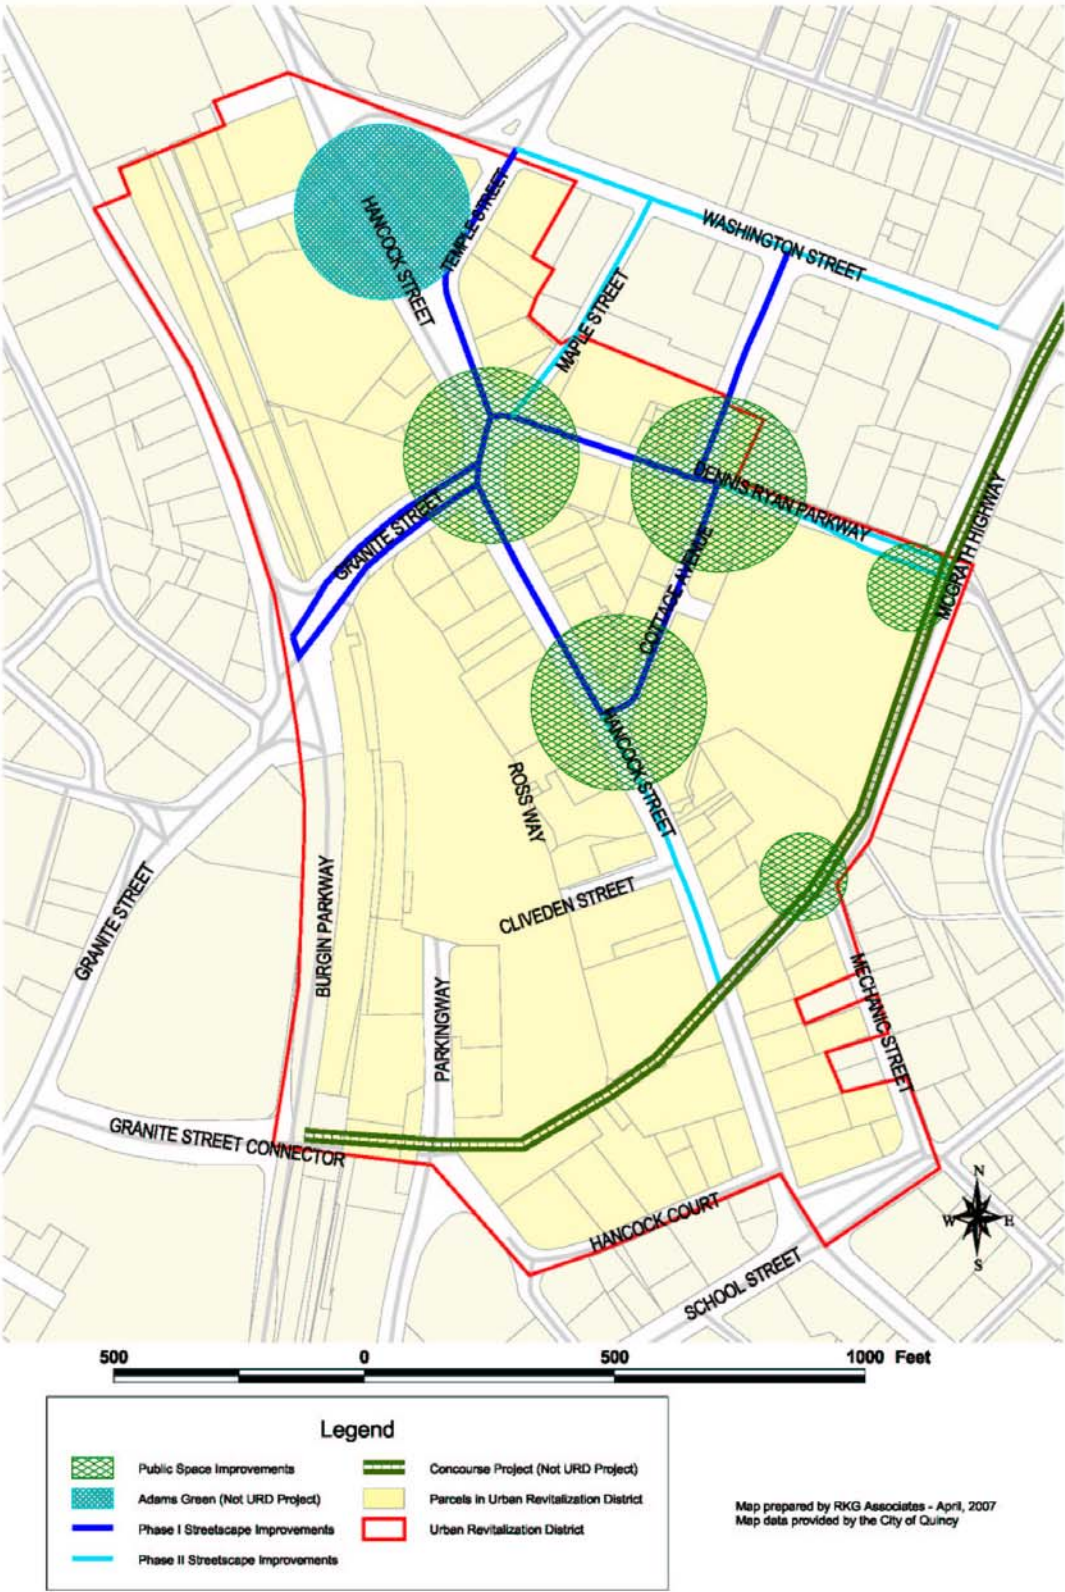 HANCOCK STREET
TEMPLE STREET
WASHINGTON STREET
MAPLE STREET
DENNIS RYAN PARKWAY
GRANITE STREET
COTTAGE AVENUE
MCGRATH HIGHWAY
HANCOCK STREET
ROSS WAY
CLIVEDEN STREET
GRANITE STREET
BURGIN PARKWAY
PARKINGWAY
MECHANIC STREET
GRANITE STREET CONNECTOR
HANCOCK COURT
SCHOOL STREET
N
W E
S
500 0 500 1000 Feet
Legend
Public Space Improvements
Adams Green (Not URD Project)
Phase I Streetscape Improvements
Phase II Streetscape Improvements
Concourse Project (Not URD Project)
Parcels in Urban Revitalization District
Urban Revitalization District
Map prepared by RKG Associates - April, 2007
Map data provided by the City of Quincy